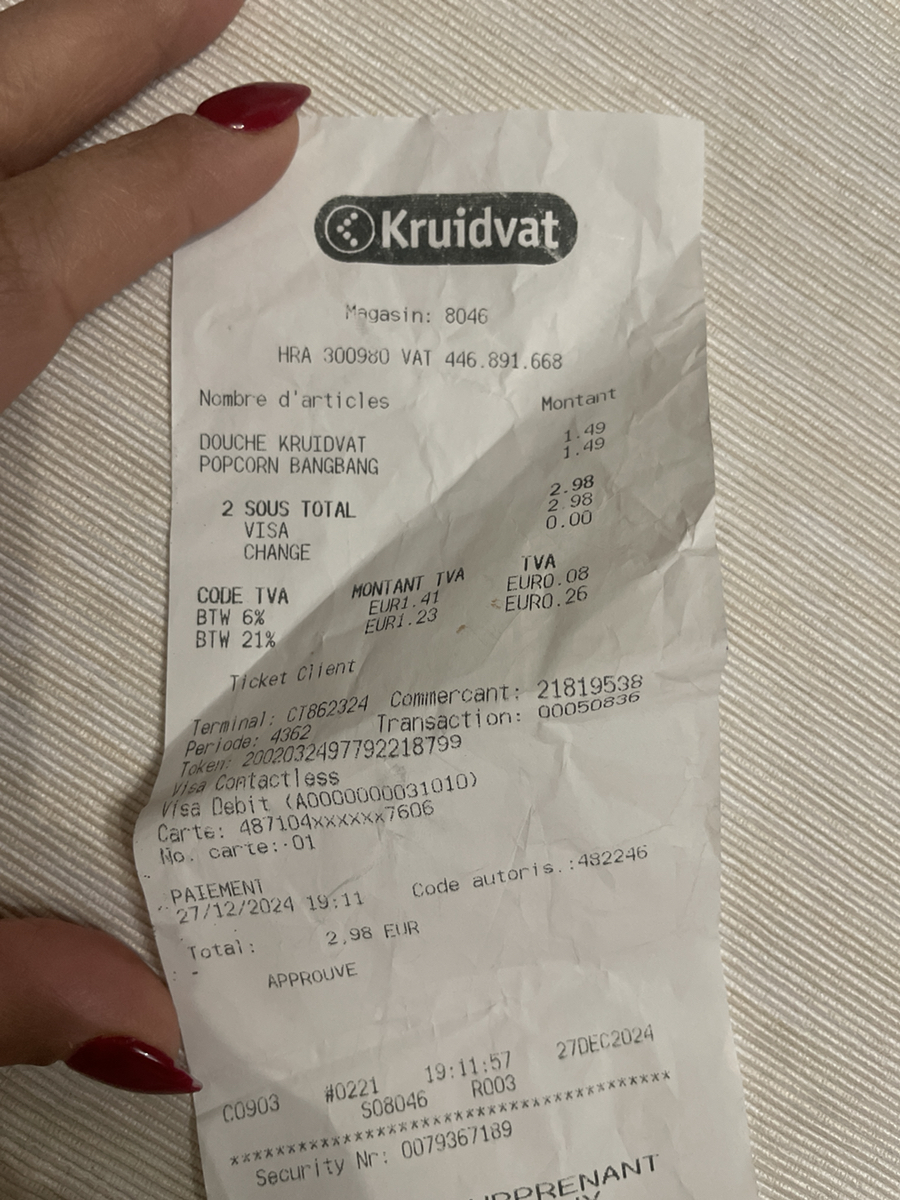 Kruidvat
Magasin: 8046
HRA 300980 VAT 446.891.668
Nombre d'articles Montant
DOUCHE KRUIDVAT 1.49
POPCORN BANGBANG 1.49
2 SOUS TOTAL 2.98
VISA 2.98
CHANGE 0.00
CODE TVA MONTANT TVA TVA
BTW 6% EUR1.41 EUR0.08
BTW 21% EUR1.23 EUR0.26
Ticket Client
Terminal: CT862324 Commercant: 21819538
Periode: 4362 Transaction: 00050836
Token: 2002032497792218799
Visa Contactless
Visa Debit (A0000000031010)
Carte: 487104xxxxxx7606
No. carte: 01
PAIEMENT
27/12/2024 19:11 Code autoris.:482246
Total: 2,98 EUR
APPROUVE
C0903 #0221 19:11:57 27DEC2024
S08046 R003
***************************************
Security Nr: 0079367189